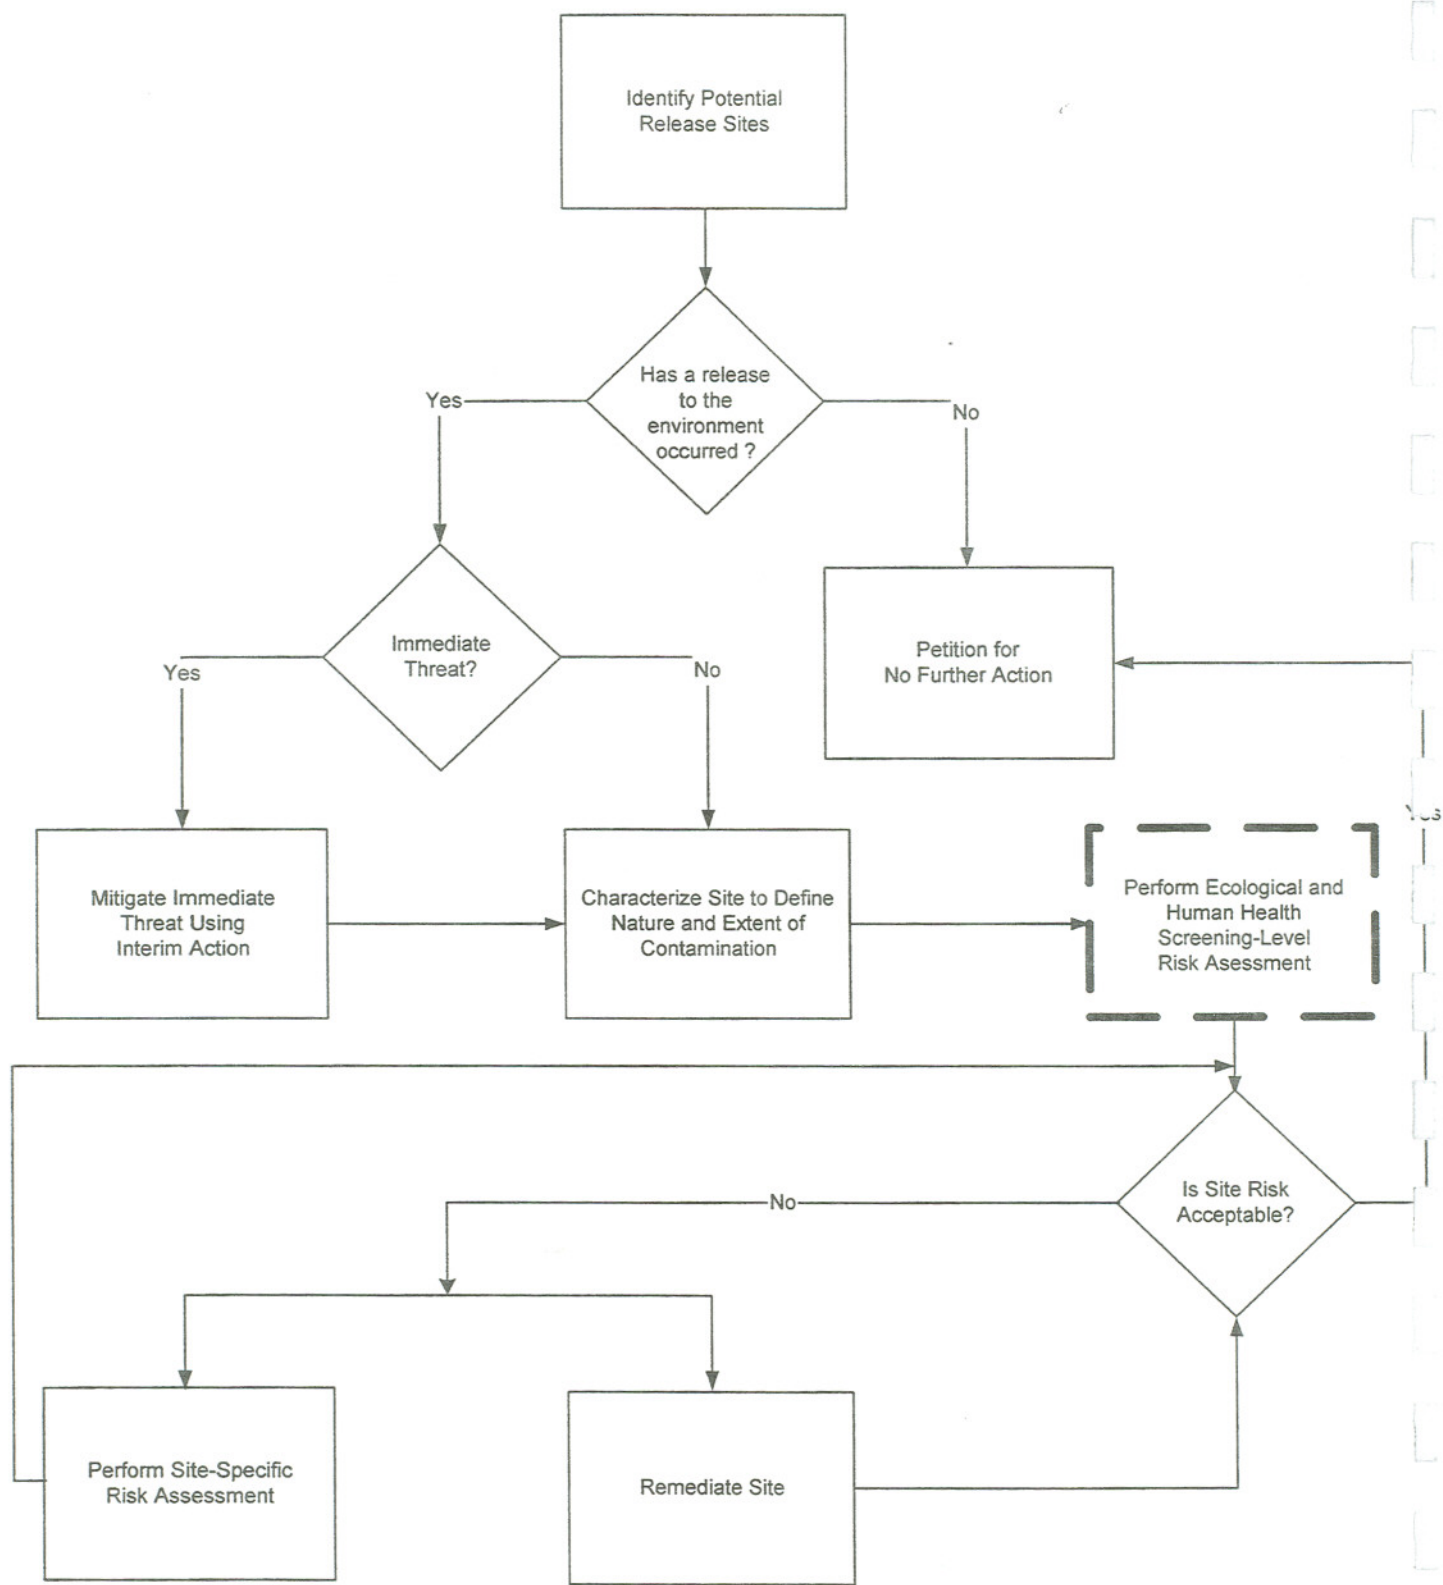 Identify Potential
Release Sites
Has a release
to the
environment
occurred ?
Yes
No
Immediate
Threat?
Yes
No
Petition for
No Further Action
Yes
Mitigate Immediate
Threat Using
Interim Action
Characterize Site to Define
Nature and Extent of
Contamination
Perform Ecological and
Human Health
Screening-Level
Risk Asessment
Is Site Risk
Acceptable?
No
Perform Site-Specific
Risk Assessment
Remediate Site